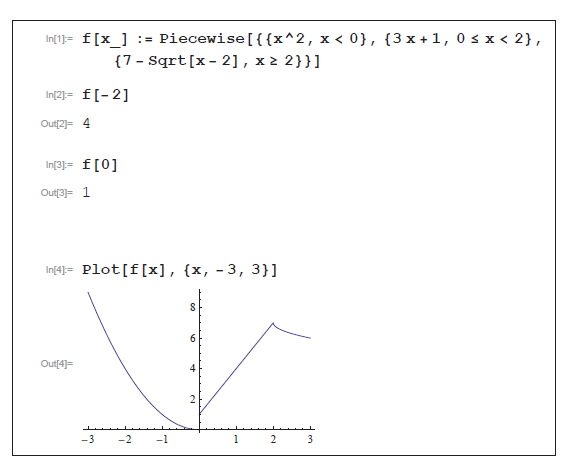 In[1]:= f[x_] := Piecewise[{{x^2, x < 0}, {3 x + 1, 0 ≤ x < 2},
{7 - Sqrt[x - 2], x ≥ 2}}]
In[2]:= f[-2]
Out[2]= 4
In[3]:= f[0]
Out[3]= 1
In[4]:= Plot[f[x], {x, -3, 3}]
8
6
Out[4]=
4
2
-3 -2 -1 1 2 3